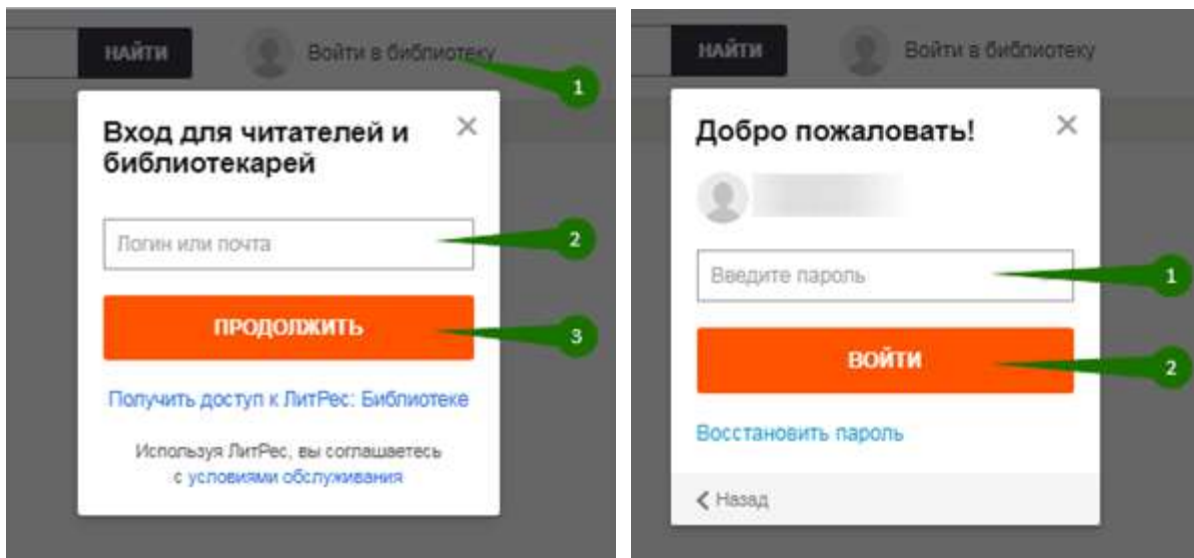 НАЙТИ
Войти в библиотеку
1
Вход для читателей и
библиотекарей
Логин или почта
2
ПРОДОЛЖИТЬ
3
Получить доступ к ЛитРес: Библиотеке
Используя ЛитРес, вы соглашаетесь
с условиями обслуживания
НАЙТИ
Войти в библиотеку
Добро пожаловать!
Введите пароль
1
ВОЙТИ
2
Восстановить пароль
Назад